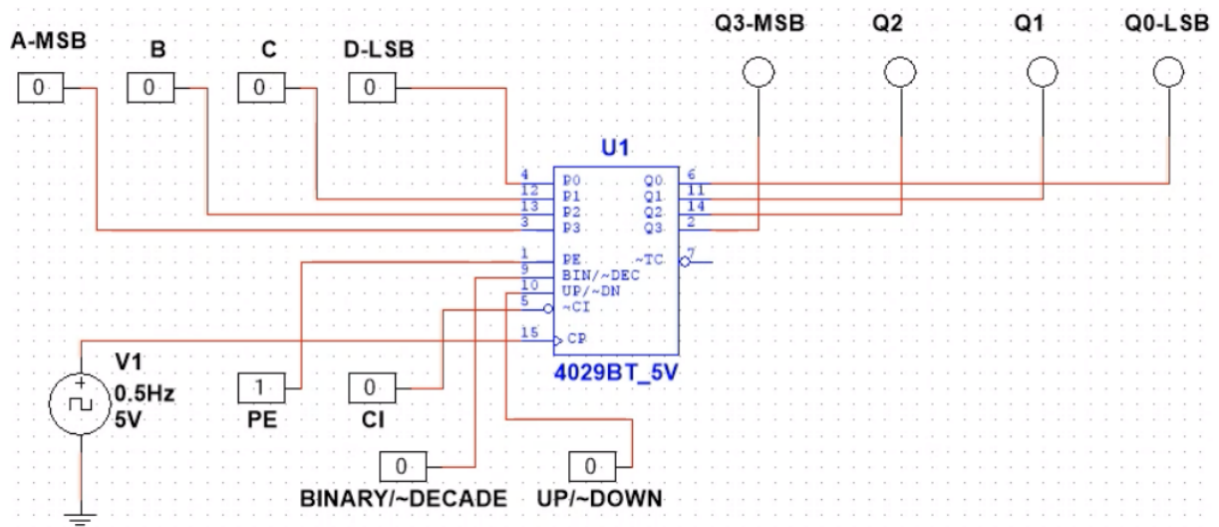 A-MSB B C D-LSB Q3-MSB Q2 Q1 Q0-LSB
0 0 0 0
U1
4 P0 Q0 6
12 P1 Q1 11
13 P2 Q2 14
3 P3 Q3 2
1 PE ~TC 7
9 BIN/~DEC
10 UP/~DN
5 ~CI
15 CP
4029BT_5V
V1
0.5Hz
5V
1 0
PE CI
0 0
BINARY/~DECADE UP/~DOWN